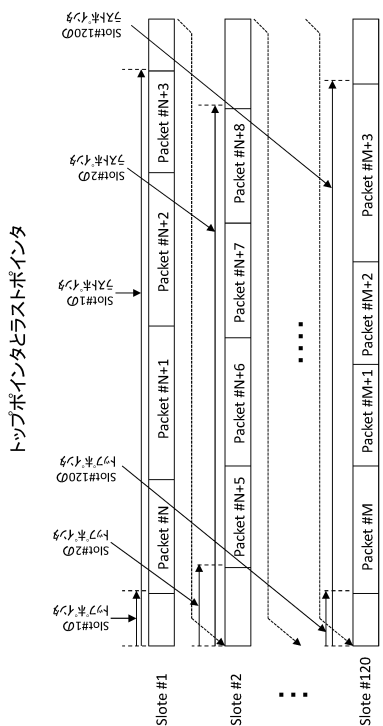 トップポインタとラストポインタ
Slot#1の
トップポインタ
Slot#2の
トップポインタ
Slot#120の
トップポインタ
Slot#1の
ラストポインタ
Slot#2の
ラストポインタ
Slot#120の
ラストポインタ
Slote #1
Packet #N
Packet #N+1
Packet #N+2
Packet #N+3
Slote #2
Packet #N+5
Packet #N+6
Packet #N+7
Packet #N+8
Slote #120
Packet #M
Packet #M+1
Packet #M+2
Packet #M+3